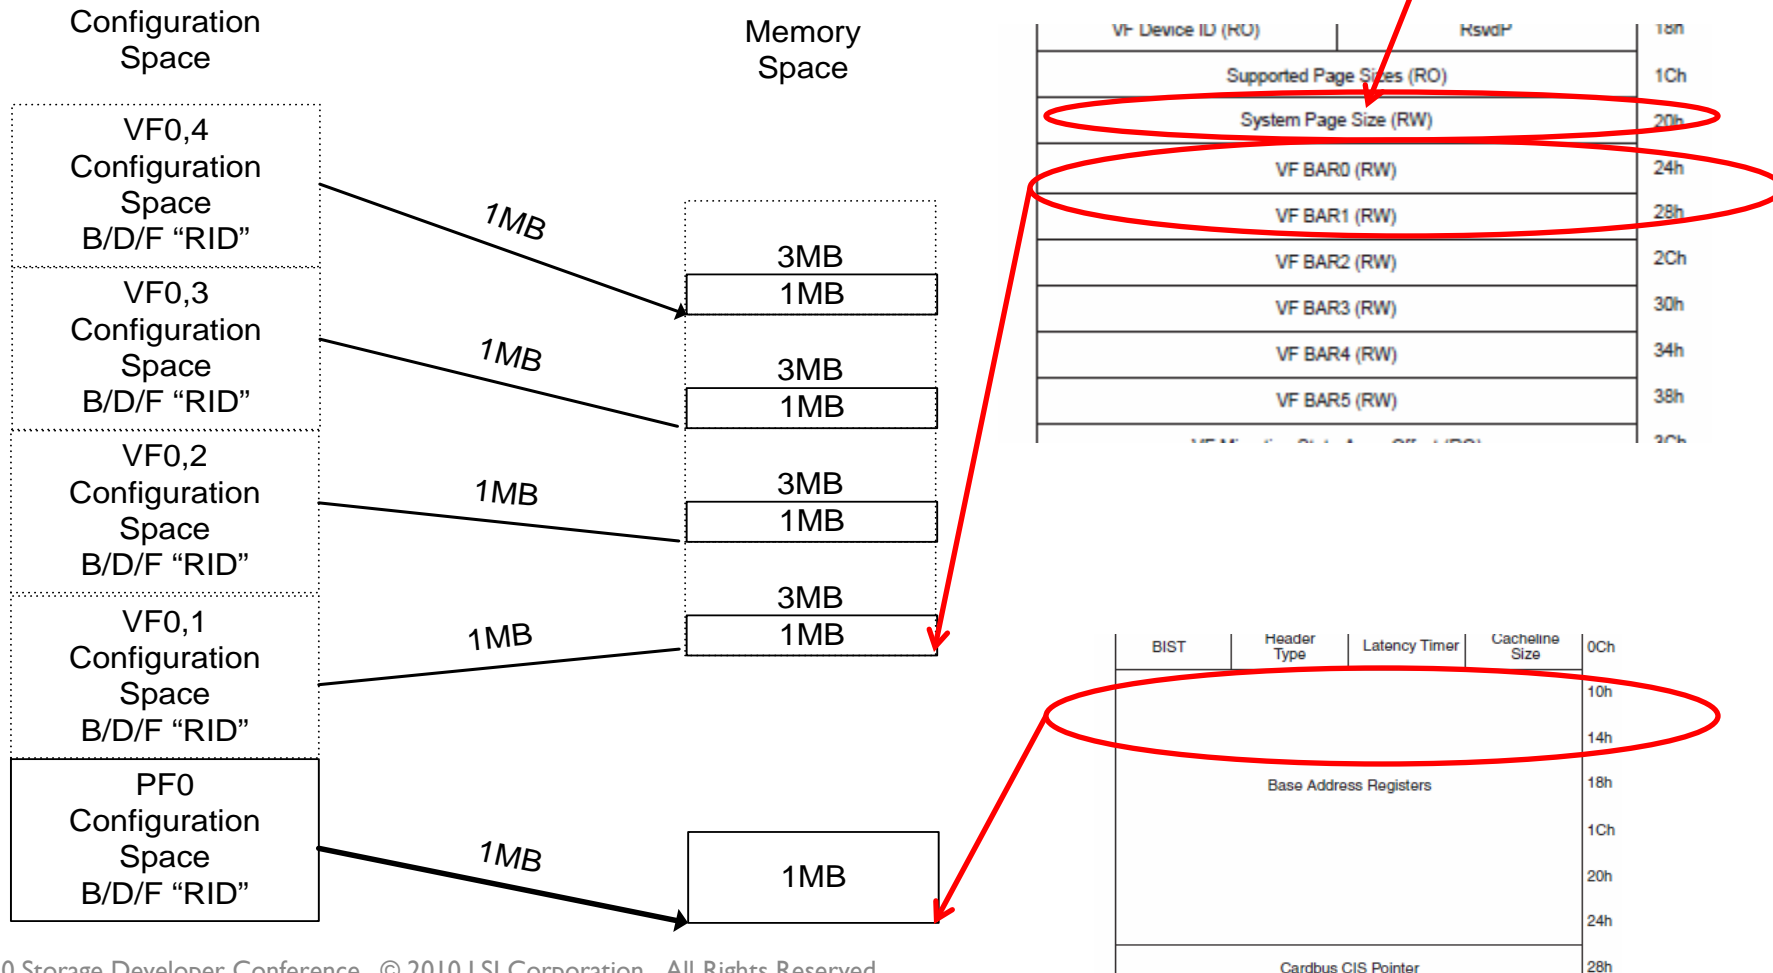 Configuration
Space
Memory
Space
VF0,4
Configuration
Space
B/D/F “RID”
VF0,3
Configuration
Space
B/D/F “RID”
VF0,2
Configuration
Space
B/D/F “RID”
VF0,1
Configuration
Space
B/D/F “RID”
PF0
Configuration
Space
B/D/F “RID”
1MB
1MB
1MB
1MB
1MB
3MB
1MB
3MB
1MB
3MB
1MB
3MB
1MB
1MB
VF Device ID (RO) RsvdP 18h
Supported Page Sizes (RO) 1Ch
System Page Size (RW) 20h
VF BAR0 (RW) 24h
VF BAR1 (RW) 28h
VF BAR2 (RW) 2Ch
VF BAR3 (RW) 30h
VF BAR4 (RW) 34h
VF BAR5 (RW) 38h
3Ch
BIST Header Type Latency Timer Cacheline Size 0Ch
10h
14h
Base Address Registers 18h
1Ch
20h
24h
Cardbus CIS Pointer 28h
0 Storage Developer Conference. © 2010 LSI Corporation. All Rights Reserved